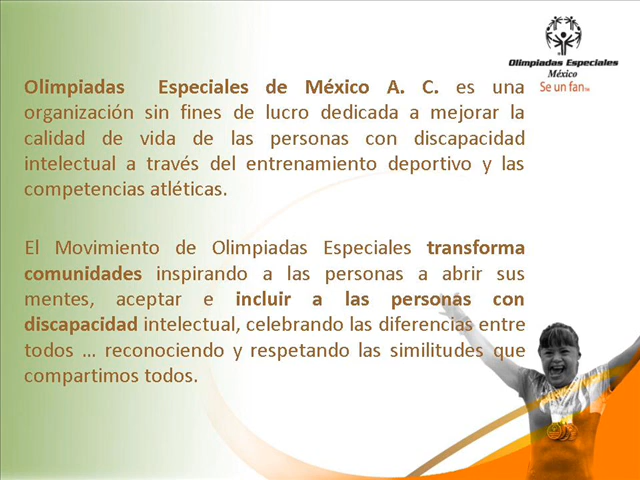 Olimpiadas Especiales
México
Se un fan™
Olimpiadas Especiales de México A. C. es una
organización sin fines de lucro dedicada a mejorar la
calidad de vida de las personas con discapacidad
intelectual a través del entrenamiento deportivo y las
competencias atléticas.
El Movimiento de Olimpiadas Especiales transforma
comunidades inspirando a las personas a abrir sus
mentes, aceptar e incluir a las personas con
discapacidad intelectual, celebrando las diferencias entre
todos … reconociendo y respetando las similitudes que
compartimos todos.